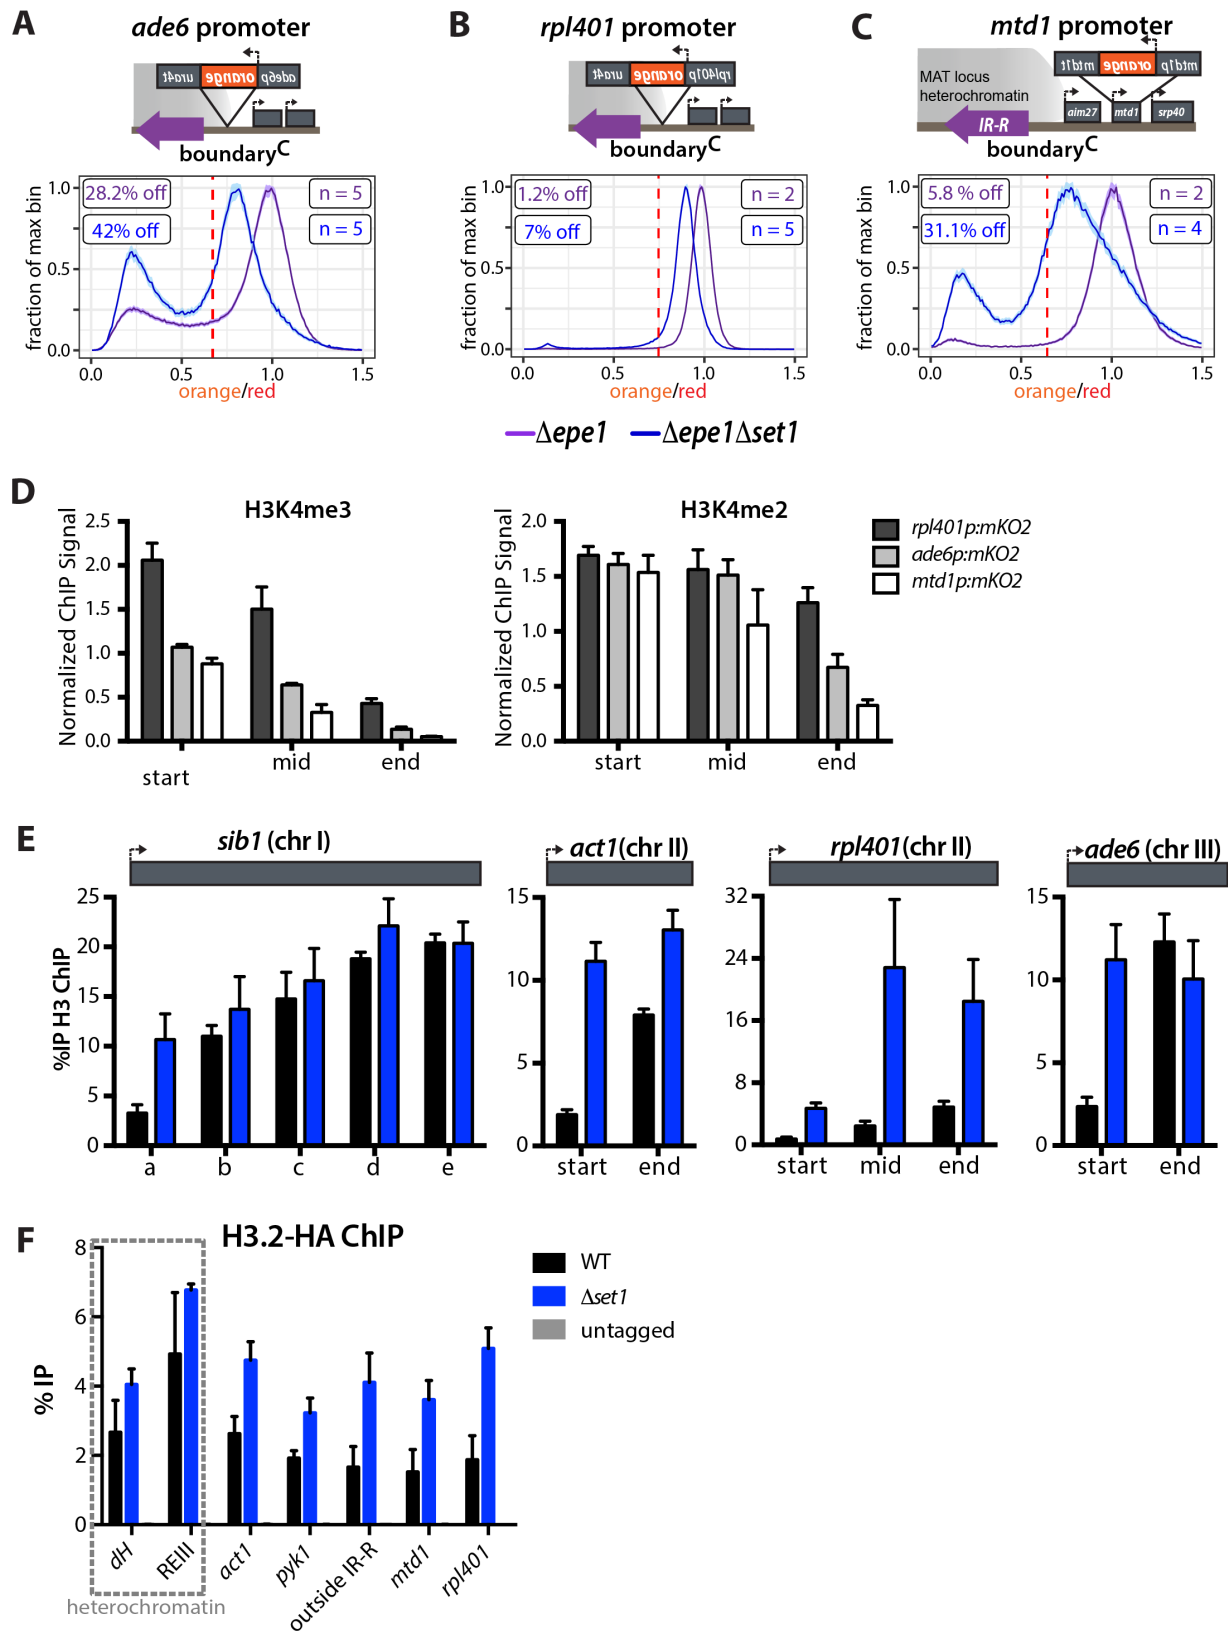 A
ade6 promoter
ura4t orange ade6p
boundaryC
28.2% off
n = 5
42% off
n = 5
fraction of max bin
1.0
0.5
0.0
0.0 0.5 1.0 1.5
orange/red
B
rpl401 promoter
ura4t orange rpl401p
boundaryC
1.2% off
n = 2
7% off
n = 5
fraction of max bin
1.0
0.5
0.0
0.0 0.5 1.0 1.5
orange/red
C
mtd1 promoter
mtd1t orange mtd1p
MAT locus
heterochromatin
aim27 mtd1 srp40
IR-R
boundaryC
5.8 % off
n = 2
31.1% off
n = 4
fraction of max bin
1.0
0.5
0.0
0.0 0.5 1.0 1.5
orange/red
Δepe1 Δepe1Δset1
D
H3K4me3
Normalized ChIP Signal
2.5
2.0
1.5
1.0
0.5
0.0
start mid end
H3K4me2
Normalized ChIP Signal
2.0
1.5
1.0
0.5
0.0
start mid end
rpl401p:mKO2
ade6p:mKO2
mtd1p:mKO2
E
sib1 (chr I)
%IP H3 ChIP
25
20
15
10
5
0
a b c d e
act1(chr II)
15
10
5
0
start end
rpl401(chr II)
32
24
16
8
0
start mid end
ade6 (chr III)
15
10
5
0
start end
F
H3.2-HA ChIP
% IP
8
6
4
2
0
dH REIII act1 pyk1 outside IR-R mtd1 rpl401
heterochromatin
WT
Δset1
untagged